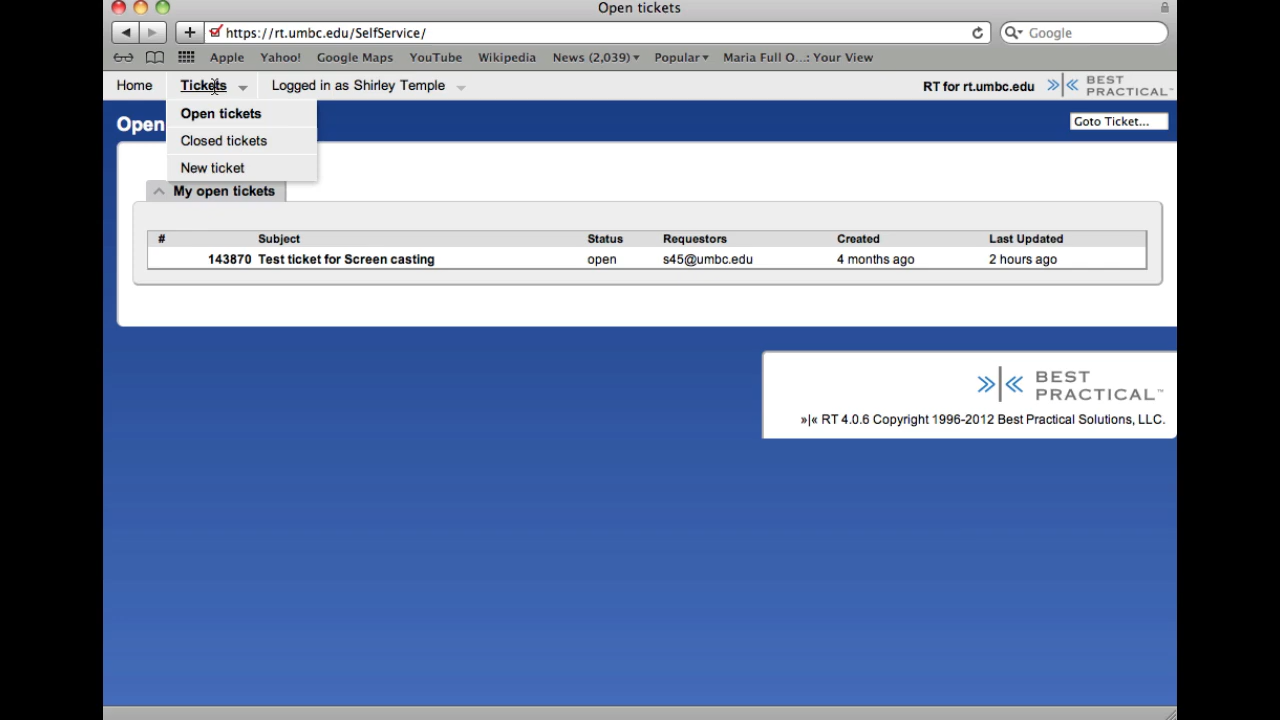 Open tickets
https://rt.umbc.edu/SelfService/
Google
Apple Yahoo! Google Maps YouTube Wikipedia News (2,039)▾ Popular▾ Maria Full O...: Your View
Home Tickets Logged in as Shirley Temple RT for rt.umbc.edu »|« BEST PRACTICAL™
Open tickets
Closed tickets
New ticket
Open
Goto Ticket...
My open tickets
# Subject Status Requestors Created Last Updated
143870 Test ticket for Screen casting open s45@umbc.edu 4 months ago 2 hours ago
»|« BEST PRACTICAL™
»|« RT 4.0.6 Copyright 1996-2012 Best Practical Solutions, LLC.